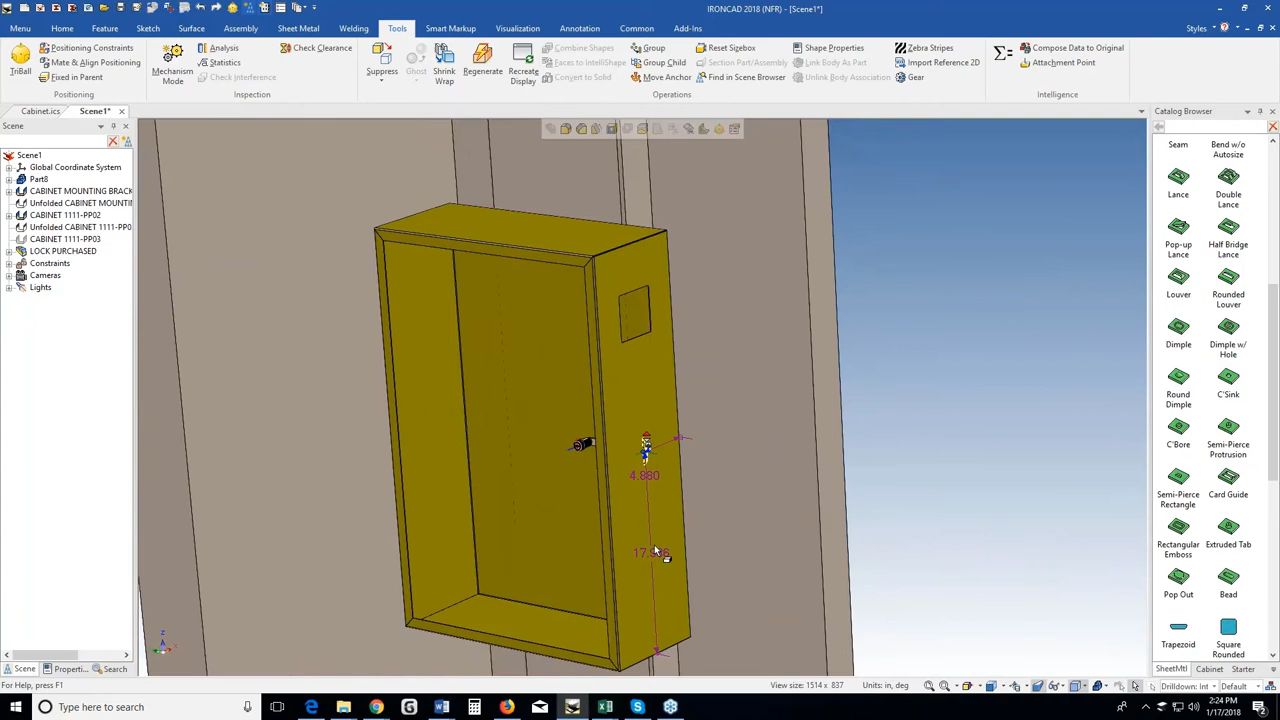 IRONCAD 2018 (NFR) - [Scene1*]
Menu Home Feature Sketch Surface Assembly Sheet Metal Welding Tools Smart Markup Visualization Annotation Common Add-Ins Styles
TriBall
Positioning Constraints
Mate & Align Positioning
Fixed in Parent
Positioning
Mechanism Mode
Analysis
Statistics
Check Interference
Check Clearance
Inspection
Suppress
Ghost
Shrink Wrap
Regenerate
Recreate Display
Combine Shapes
Faces to IntelliShape
Convert to Solid
Group
Group Child
Move Anchor
Reset Sizebox
Section Part/Assembly
Find in Scene Browser
Shape Properties
Link Body As Part
Unlink Body Association
Zebra Stripes
Import Reference 2D
Gear
Operations
Compose Data to Original
Attachment Point
Intelligence
Cabinet.ics Scene1*
Scene
Scene1
Global Coordinate System
Part8
CABINET MOUNTING BRACK
Unfolded CABINET MOUNTI
CABINET 1111-PP02
Unfolded CABINET 1111-PP0
CABINET 1111-PP03
LOCK PURCHASED
Constraints
Cameras
Lights
4.880
Catalog Browser
Seam Bend w/o Autosize
Lance Double Lance
Pop-up Lance Half Bridge Lance
Louver Rounded Louver
Dimple Dimple w/ Hole
Round Dimple C'Sink
C'Bore Semi-Pierce Protrusion
Semi-Pierce Rectangle Card Guide
Rectangular Emboss Extruded Tab
Pop Out Bead
Trapezoid Square Rounded
SheetMtl Cabinet Starter
Scene Properti... Search
For Help, press F1
View size: 1514 x 837 Units: in, deg
Drilldown: Int Default
Type here to search
2:24 PM
1/17/2018